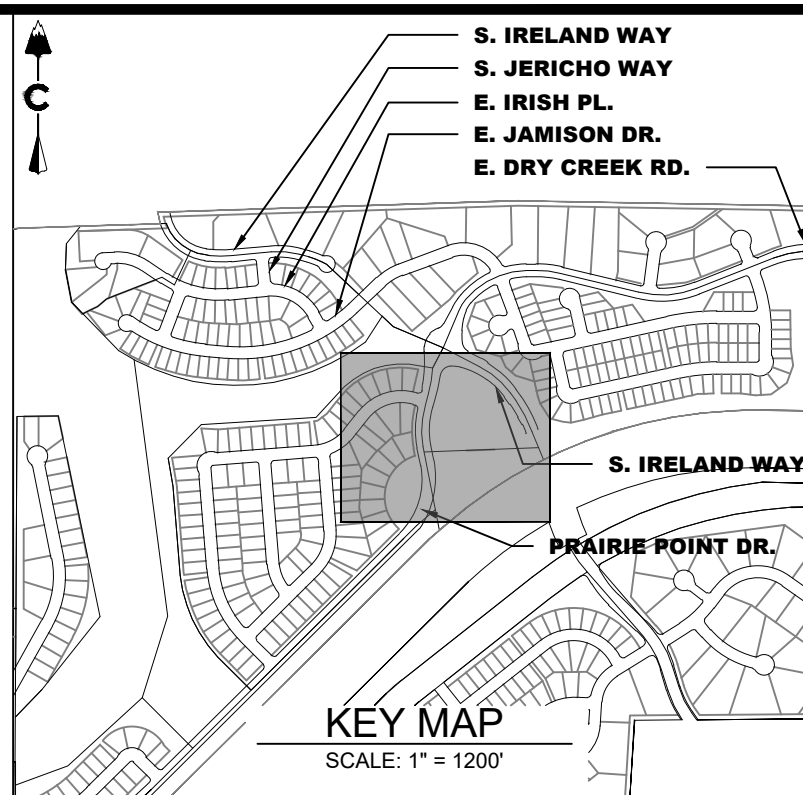 S. IRELAND WAY
S. JERICHO WAY
C
E. IRISH PL.
E. JAMISON DR.
E. DRY CREEK RD.
S. IRELAND WAY
PRAIRIE POINT DR.
KEY MAP
SCALE: 1" = 1200'